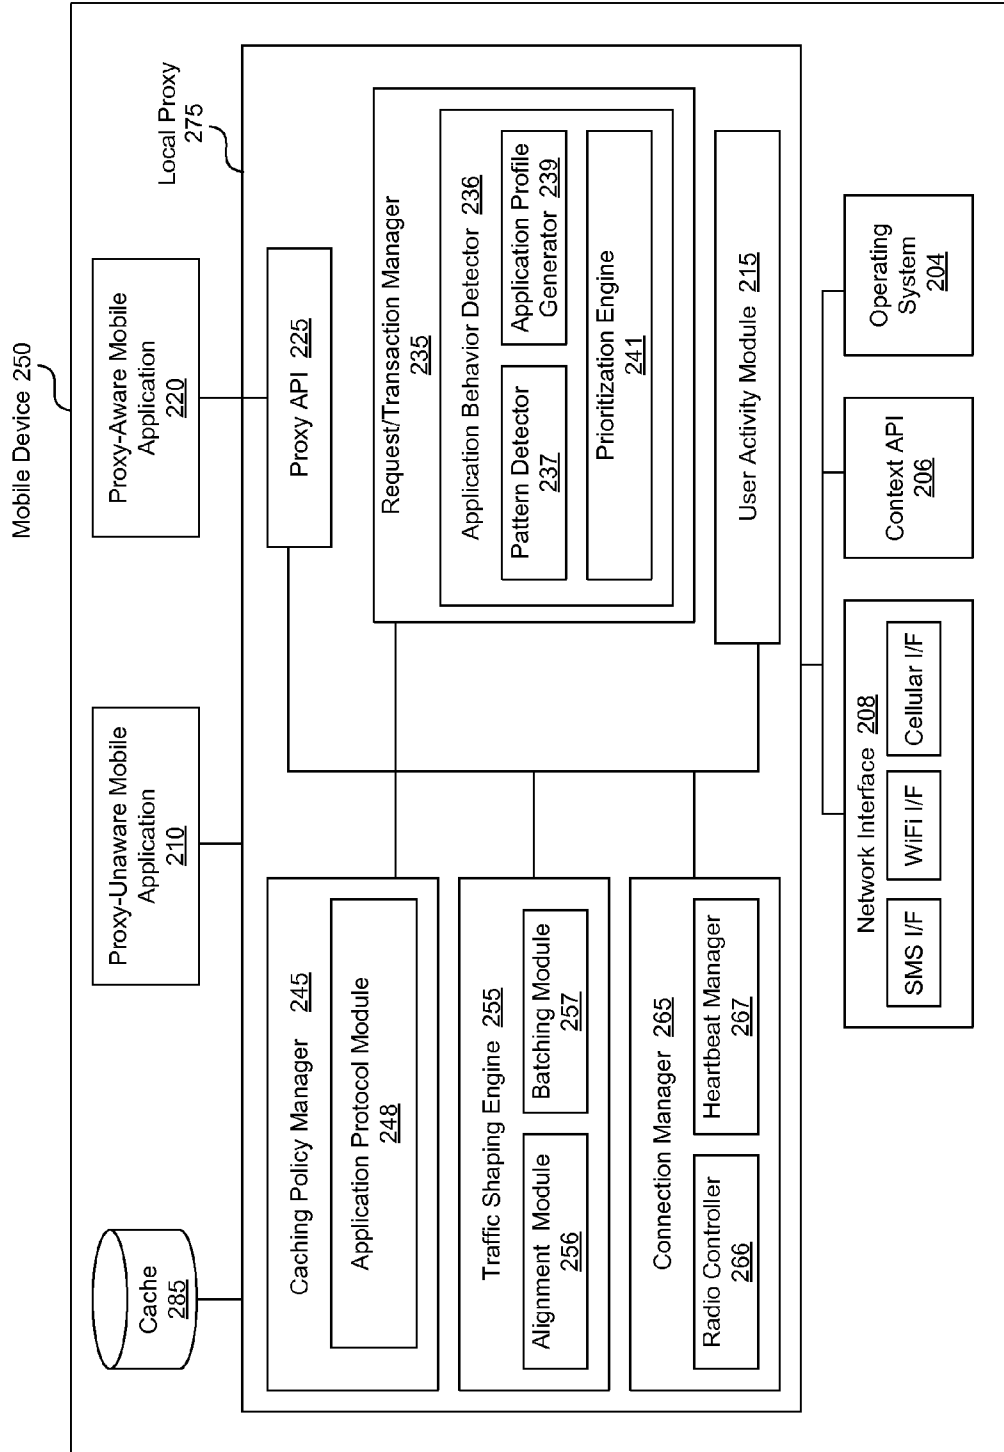 Mobile Device 250
Cache
285
Proxy-Unaware Mobile
Application
210
Proxy-Aware Mobile
Application
220
Local Proxy
275
Caching Policy Manager 245
Application Protocol Module
248
Proxy API 225
Traffic Shaping Engine 255
Alignment Module
256
Batching Module
257
Request/Transaction Manager
235
Application Behavior Detector 236
Pattern Detector
237
Application Profile
Generator 239
Prioritization Engine
241
Connection Manager 265
Radio Controller
266
Heartbeat Manager
267
User Activity Module 215
Network Interface 208
SMS I/F
WiFi I/F
Cellular I/F
Context API
206
Operating
System
204